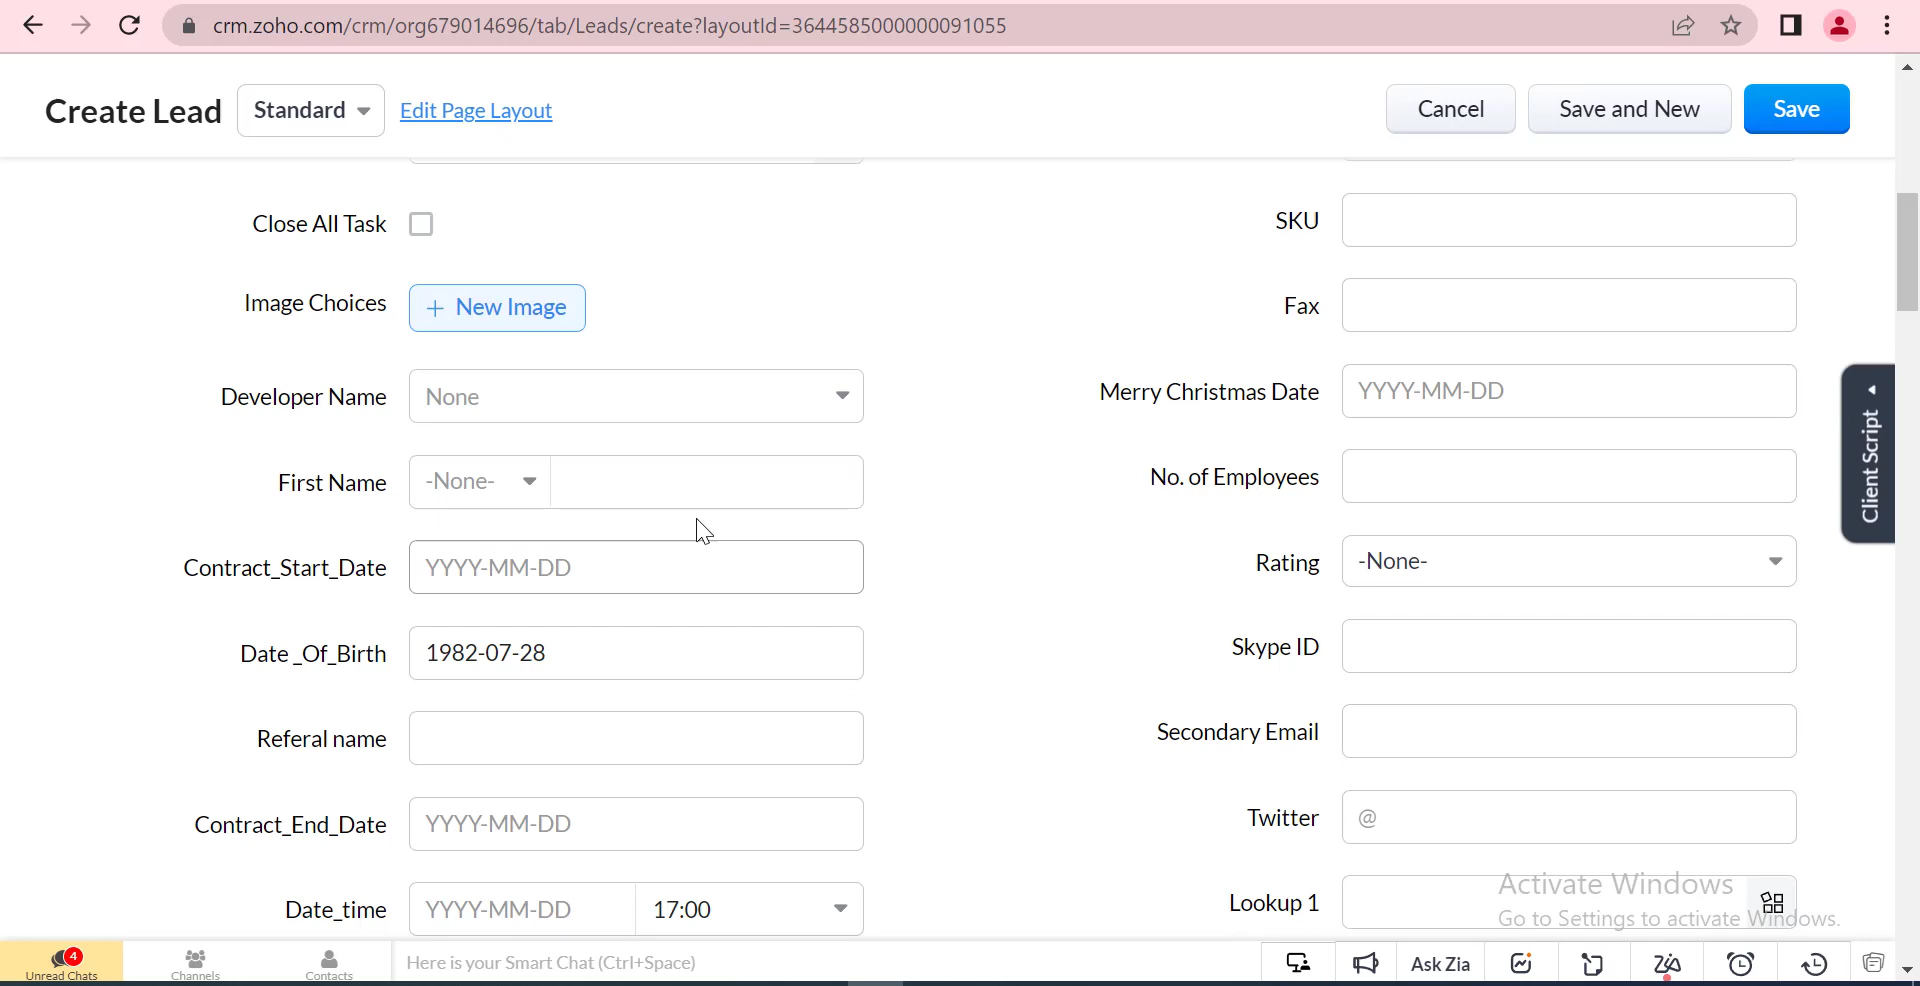 crm.zoho.com/crm/org679014696/tab/Leads/create?layoutId=3644585000000091055
Create Lead
Standard
Edit Page Layout
Cancel
Save and New
Save
Close All Task
Image Choices
+ New Image
Developer Name
None
First Name
-None-
Contract_Start_Date
YYYY-MM-DD
Date _Of_Birth
1982-07-28
Referal name
Contract_End_Date
YYYY-MM-DD
Date_time
YYYY-MM-DD
17:00
SKU
Fax
Merry Christmas Date
YYYY-MM-DD
No. of Employees
Rating
-None-
Skype ID
Secondary Email
Twitter
@
Lookup 1
Client Script
Activate Windows
Go to Settings to activate Windows.
4
Unread Chats
Channels
Contacts
Here is your Smart Chat (Ctrl+Space)
Ask Zia